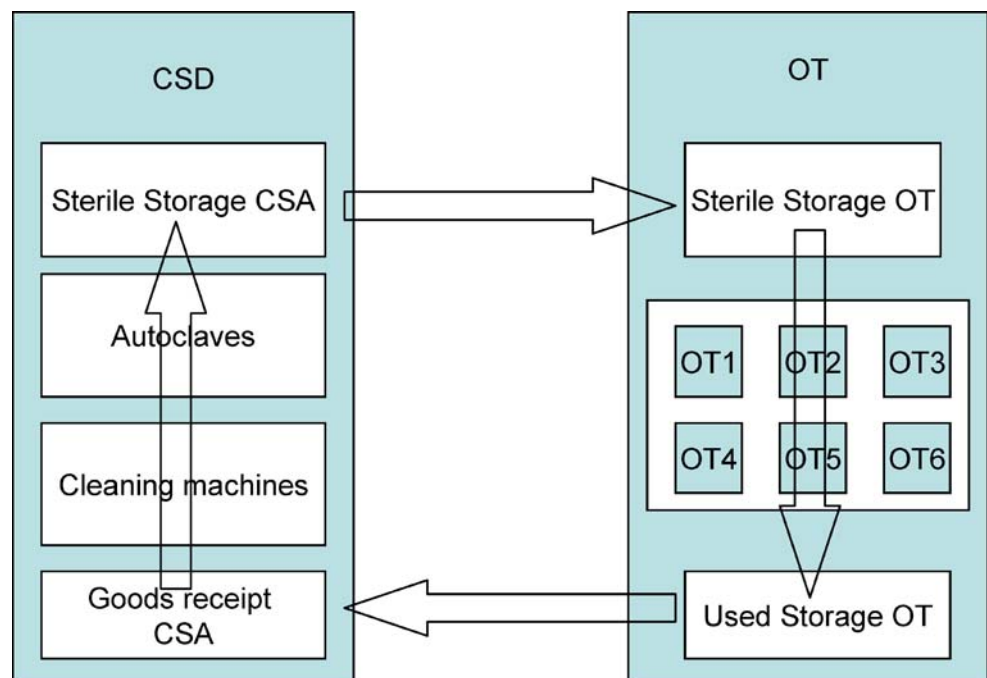 CSD
Sterile Storage CSA
Autoclaves
Cleaning machines
Goods receipt
CSA
OT
Sterile Storage OT
OT1 OT2 OT3
OT4 OT5 OT6
Used Storage OT